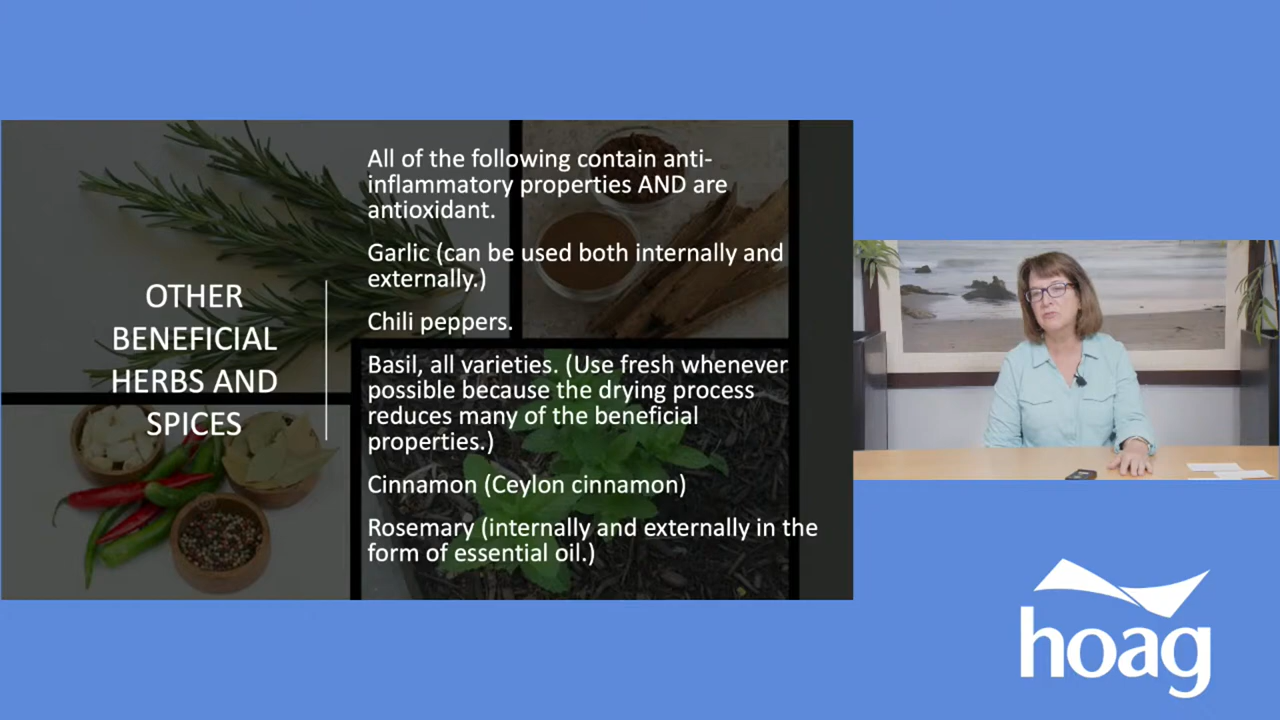 OTHER
BENEFICIAL
HERBS AND
SPICES
All of the following contain anti-
inflammatory properties AND are
antioxidant.
Garlic (can be used both internally and
externally.)
Chili peppers.
Basil, all varieties. (Use fresh whenever
possible because the drying process
reduces many of the beneficial
properties.)
Cinnamon (Ceylon cinnamon)
Rosemary (internally and externally in the
form of essential oil.)
hoag